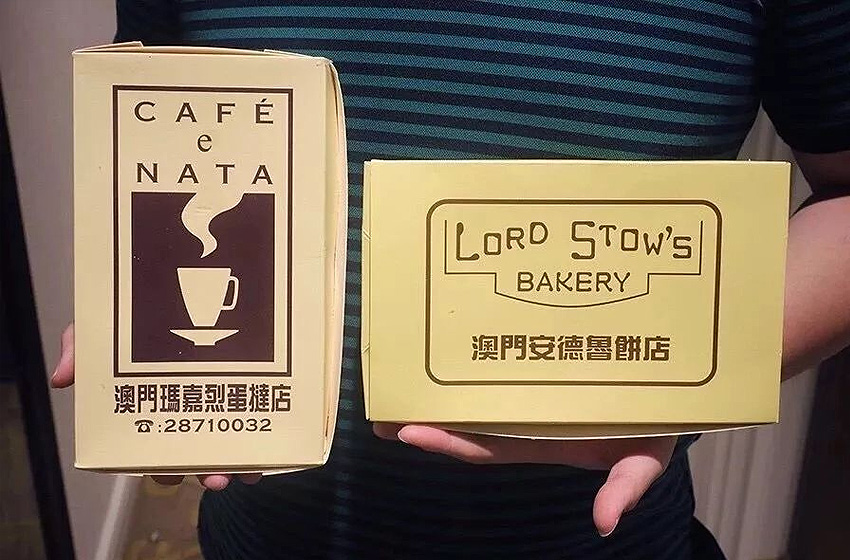 CAFÉ
e
NATA
澳門瑪嘉烈蛋撻店
☎:28710032
LORD STOW'S
BAKERY
澳門安德魯餅店